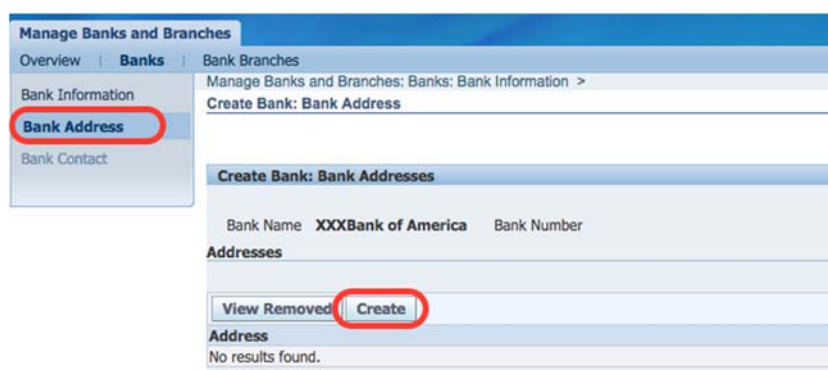 Manage Banks and Branches
Overview | Banks | Bank Branches
Bank Information
Bank Address
Bank Contact
Manage Banks and Branches: Banks: Bank Information >
Create Bank: Bank Address
Create Bank: Bank Addresses
Bank Name XXXBank of America Bank Number
Addresses
View Removed Create
Address
No results found.